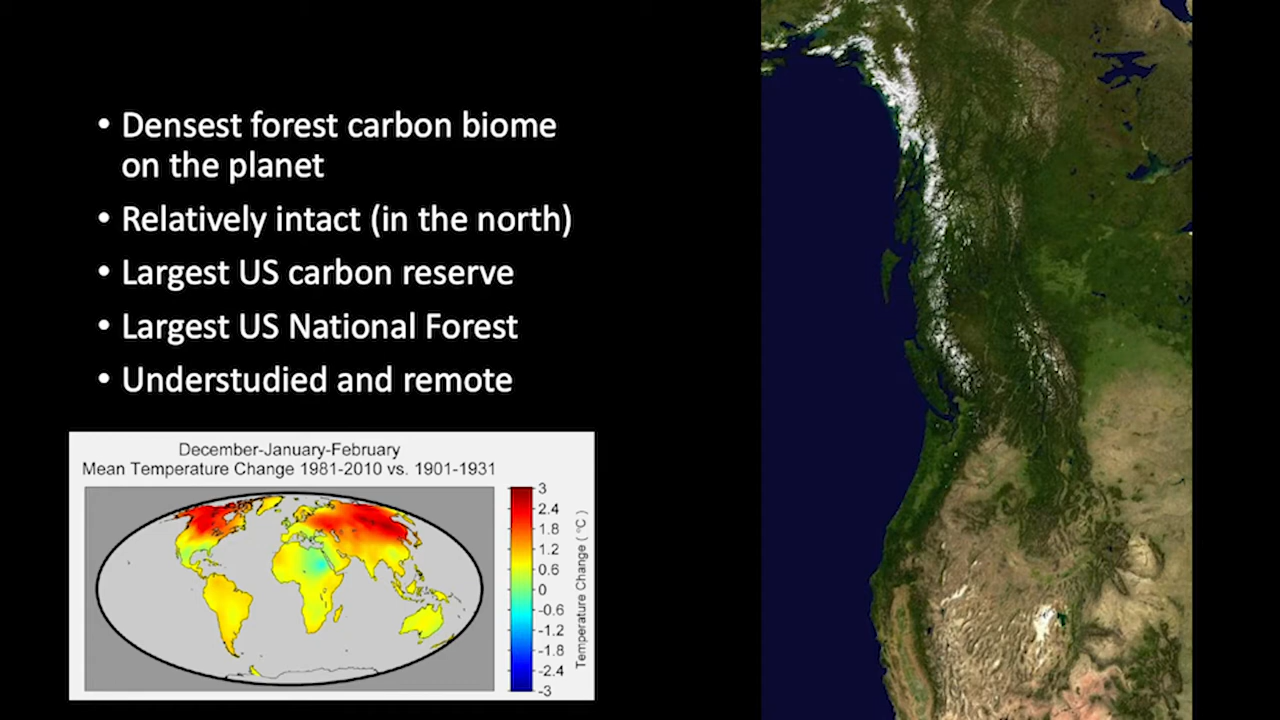 • Densest forest carbon biome
on the planet
• Relatively intact (in the north)
• Largest US carbon reserve
• Largest US National Forest
• Understudied and remote
December-January-February
Mean Temperature Change 1981-2010 vs. 1901-1931
3
2.4
1.8
1.2
0.6
0
-0.6
-1.2
-1.8
-2.4
-3
Temperature Change ( °C )